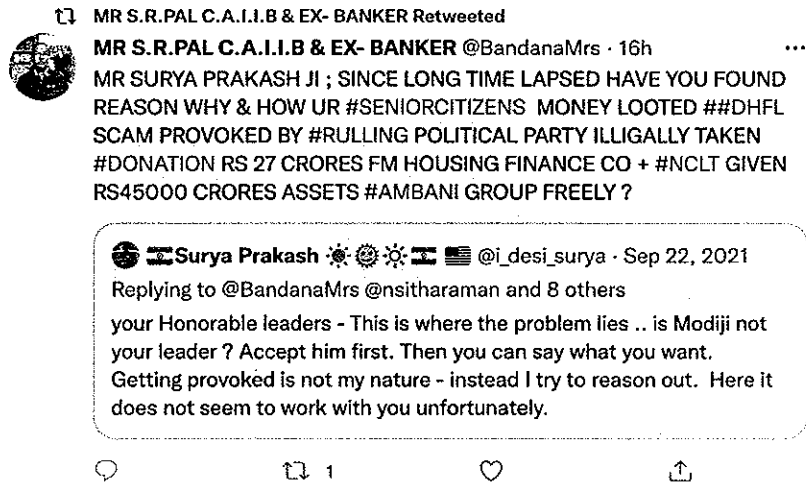 MR S.R.PAL C.A.I.I.B & EX- BANKER Retweeted
MR S.R.PAL C.A.I.I.B & EX- BANKER @BandanaMrs · 16h
MR SURYA PRAKASH JI ; SINCE LONG TIME LAPSED HAVE YOU FOUND
REASON WHY & HOW UR #SENIORCITIZENS MONEY LOOTED ##DHFL
SCAM PROVOKED BY #RULLING POLITICAL PARTY ILLIGALLY TAKEN
#DONATION RS 27 CRORES FM HOUSING FINANCE CO + #NCLT GIVEN
RS45000 CRORES ASSETS #AMBANI GROUP FREELY ?
Surya Prakash @i_desi_surya · Sep 22, 2021
Replying to @BandanaMrs @nsitharaman and 8 others
your Honorable leaders - This is where the problem lies .. is Modiji not
your leader ? Accept him first. Then you can say what you want.
Getting provoked is not my nature - instead I try to reason out. Here it
does not seem to work with you unfortunately.
1